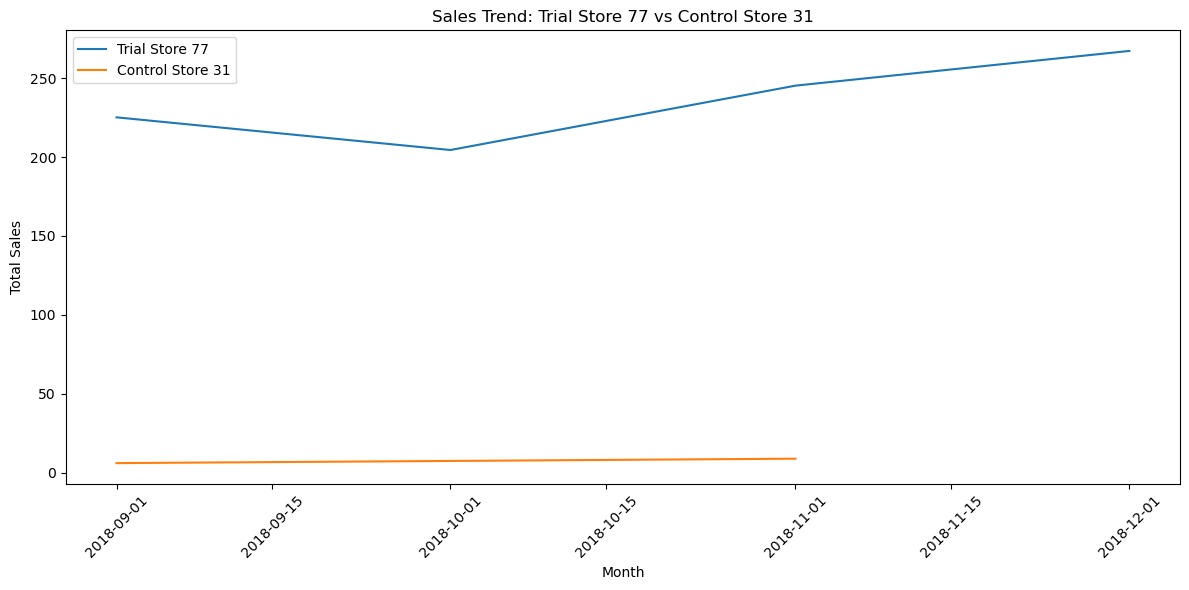 Sales Trend: Trial Store 77 vs Control Store 31
Trial Store 77
Control Store 31
Total Sales
250
200
150
100
50
0
2018-09-01
2018-09-15
2018-10-01
2018-10-15
2018-11-01
2018-11-15
2018-12-01
Month